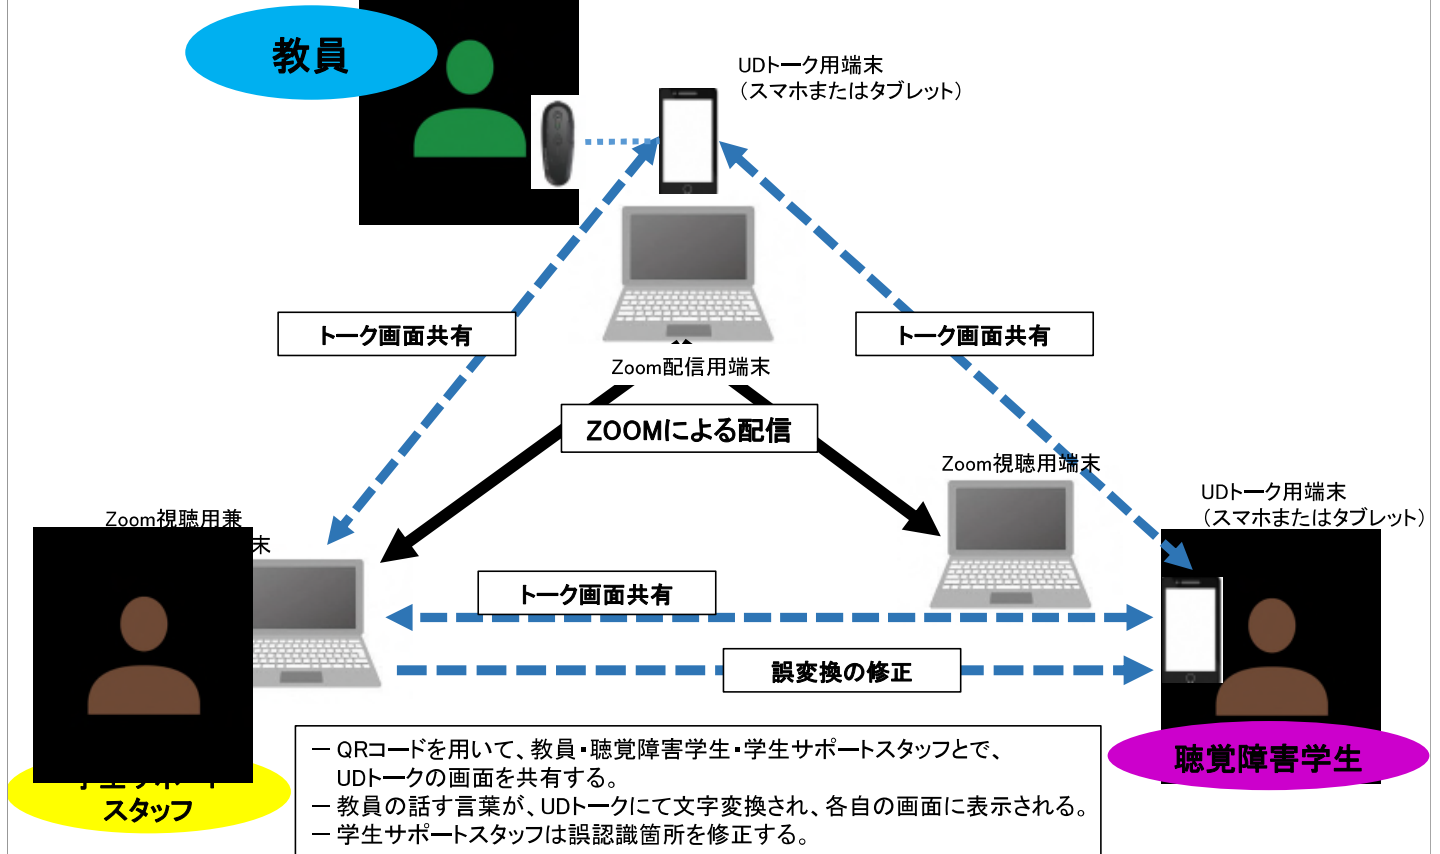 教員
UDトーク用端末
（スマホまたはタブレット）
トーク画面共有
トーク画面共有
Zoom配信用端末
ZOOMによる配信
Zoom視聴用端末
UDトーク用端末
（スマホまたはタブレット）
Zoom視聴用兼
末
トーク画面共有
誤変換の修正
聴覚障害学生
学生サポート
スタッフ
－ QRコードを用いて、教員・聴覚障害学生・学生サポートスタッフとで、
UDトークの画面を共有する。
－ 教員の話す言葉が、UDトークにて文字変換され、各自の画面に表示される。
－ 学生サポートスタッフは誤認識箇所を修正する。